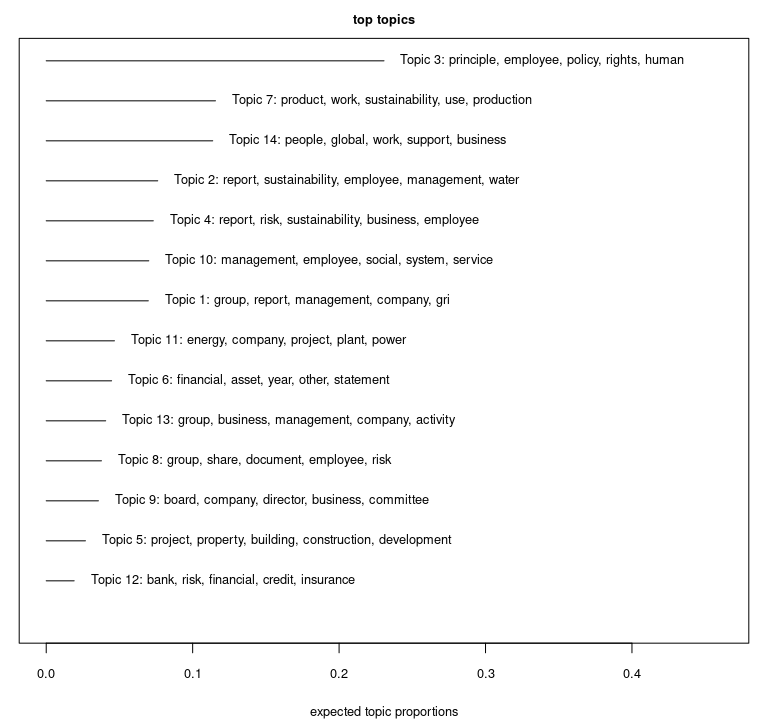 top topics
Topic 3: principle, employee, policy, rights, human
Topic 7: product, work, sustainability, use, production
Topic 14: people, global, work, support, business
Topic 2: report, sustainability, employee, management, water
Topic 4: report, risk, sustainability, business, employee
Topic 10: management, employee, social, system, service
Topic 1: group, report, management, company, gri
Topic 11: energy, company, project, plant, power
Topic 6: financial, asset, year, other, statement
Topic 13: group, business, management, company, activity
Topic 8: group, share, document, employee, risk
Topic 9: board, company, director, business, committee
Topic 5: project, property, building, construction, development
Topic 12: bank, risk, financial, credit, insurance
0.0 0.1 0.2 0.3 0.4
expected topic proportions